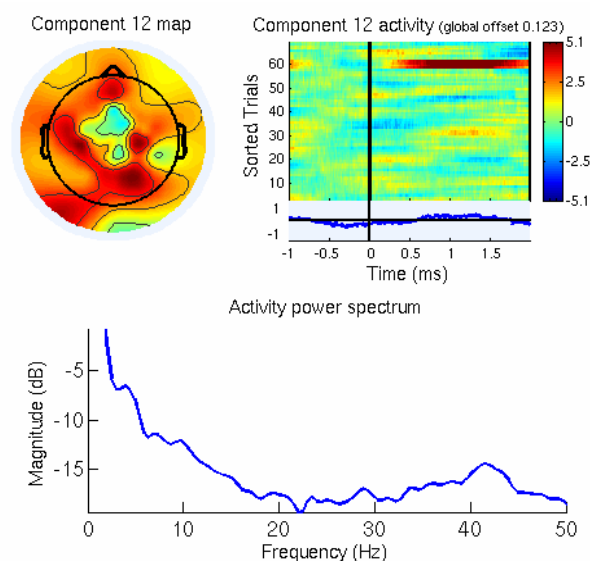 Component 12 map
Component 12 activity (global offset 0.123)
Sorted Trials
60
50
40
30
20
10
5.1
2.5
0
-2.5
-5.1
1
-1
-1 -0.5 0 0.5 1 1.5
Time (ms)
Activity power spectrum
Magnitude (dB)
-5
-10
-15
0 10 20 30 40 50
Frequency (Hz)